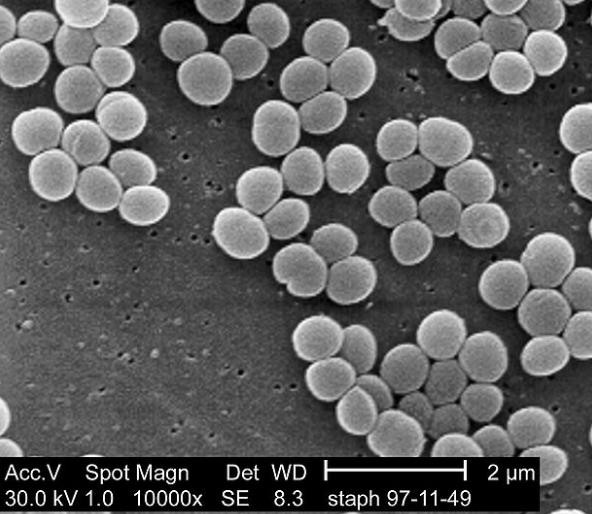 Acc.V Spot Magn Det WD 2 µm
30.0 kV 1.0 10000x SE 8.3 staph 97-11-49